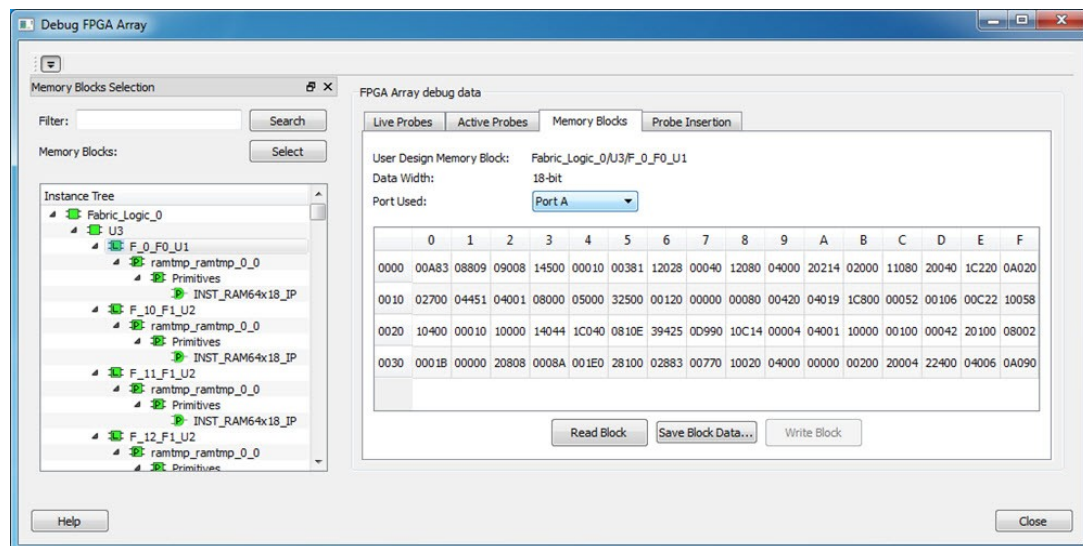 Debug FPGA Array
Memory Blocks Selection
Filter: Search
Memory Blocks: Select
Instance Tree
Fabric_Logic_0
U3
F_0_F0_U1
ramtmp_ramtmp_0_0
Primitives
INST_RAM64x18_IP
F_10_F1_U2
ramtmp_ramtmp_0_0
Primitives
INST_RAM64x18_IP
F_11_F1_U2
ramtmp_ramtmp_0_0
Primitives
INST_RAM64x18_IP
F_12_F1_U2
ramtmp_ramtmp_0_0
Primitives
FPGA Array debug data
Live Probes Active Probes Memory Blocks Probe Insertion
User Design Memory Block: Fabric_Logic_0/U3/F_0_F0_U1
Data Width: 18-bit
Port Used: Port A
0 1 2 3 4 5 6 7 8 9 A B C D E F
0000 00A83 08809 09008 14500 00010 00381 12028 00040 12080 04000 20214 02000 11080 20040 1C220 0A020
0010 02700 04451 04001 08000 05000 32500 00120 00000 00080 00420 04019 1C800 00052 00106 00C22 10058
0020 10400 00010 10000 14044 1C040 0810E 39425 0D990 10C14 00004 04001 10000 00100 00042 20100 08002
0030 0001B 00000 20808 0008A 001E0 28100 02883 00770 10020 04000 00000 00200 20004 22400 04006 0A090
Read Block Save Block Data... Write Block
Help Close